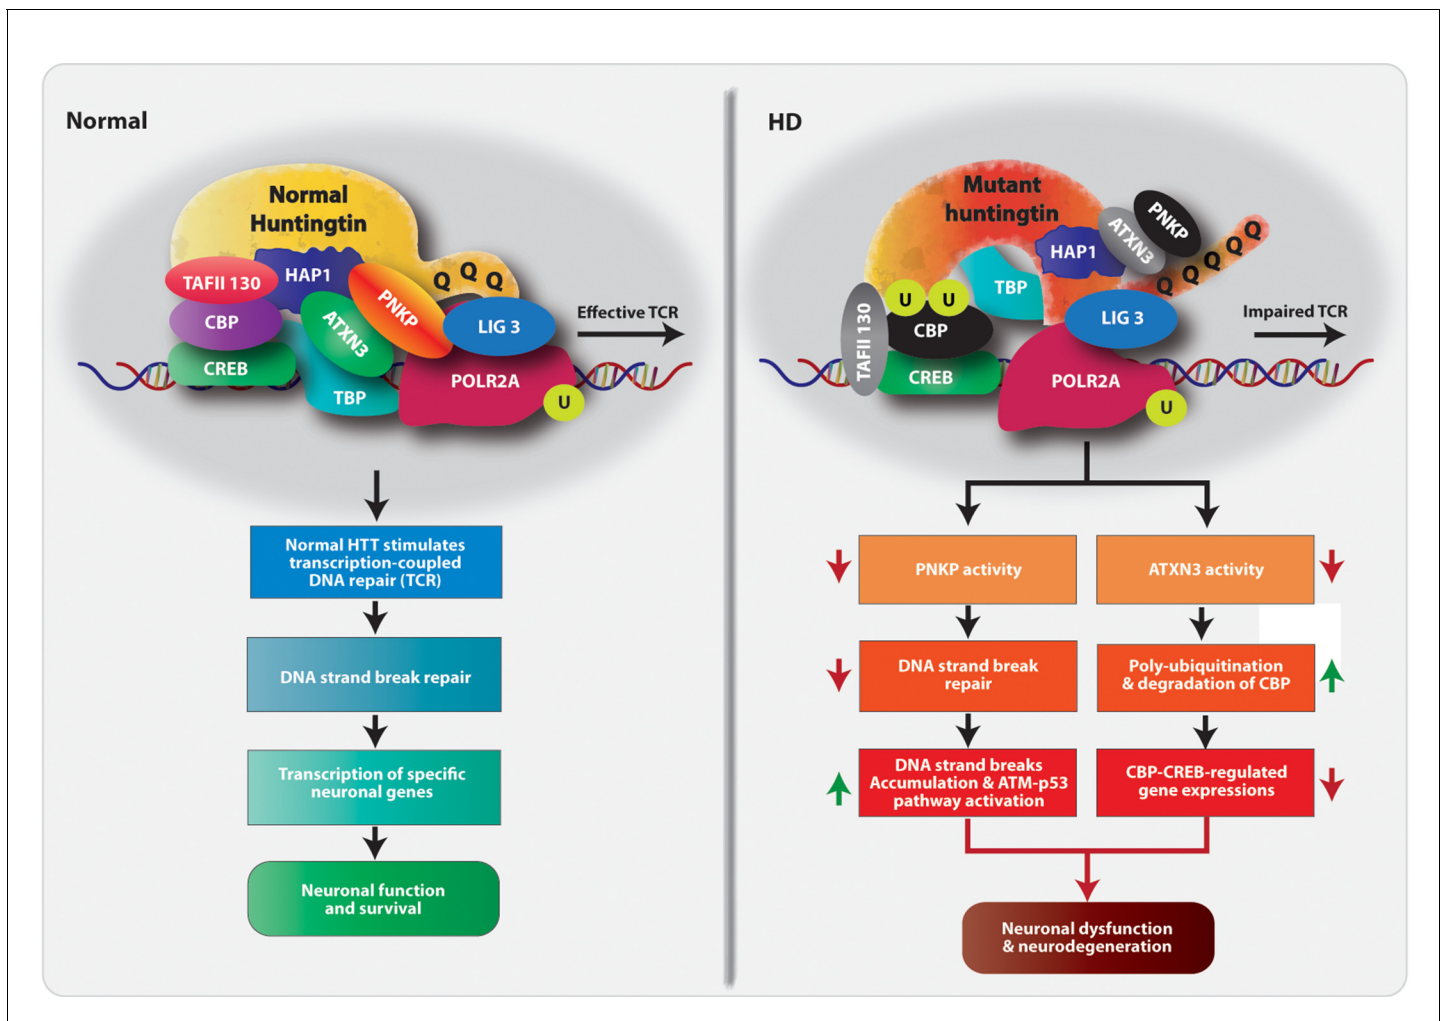 Normal
Normal
Huntingtin
TAFII 130
HAP1
Q
Q
Q
PNKP
CBP
ATXN3
LIG 3
Effective TCR
CREB
TBP
POLR2A
U
Normal HTT stimulates
transcription-coupled
DNA repair (TCR)
DNA strand break repair
Transcription of specific
neuronal genes
Neuronal function
and survival
HD
Mutant
huntingtin
HAP1
ATXN3
PNKP
Q
Q
Q
Q
Q
TBP
U
U
TAFII 130
CBP
LIG 3
Impaired TCR
CREB
POLR2A
U
PNKP activity
ATXN3 activity
DNA strand break
repair
Poly-ubiquitination
& degradation of CBP
DNA strand breaks
Accumulation & ATM-p53
pathway activation
CBP-CREB-regulated
gene expressions
Neuronal dysfunction
& neurodegeneration